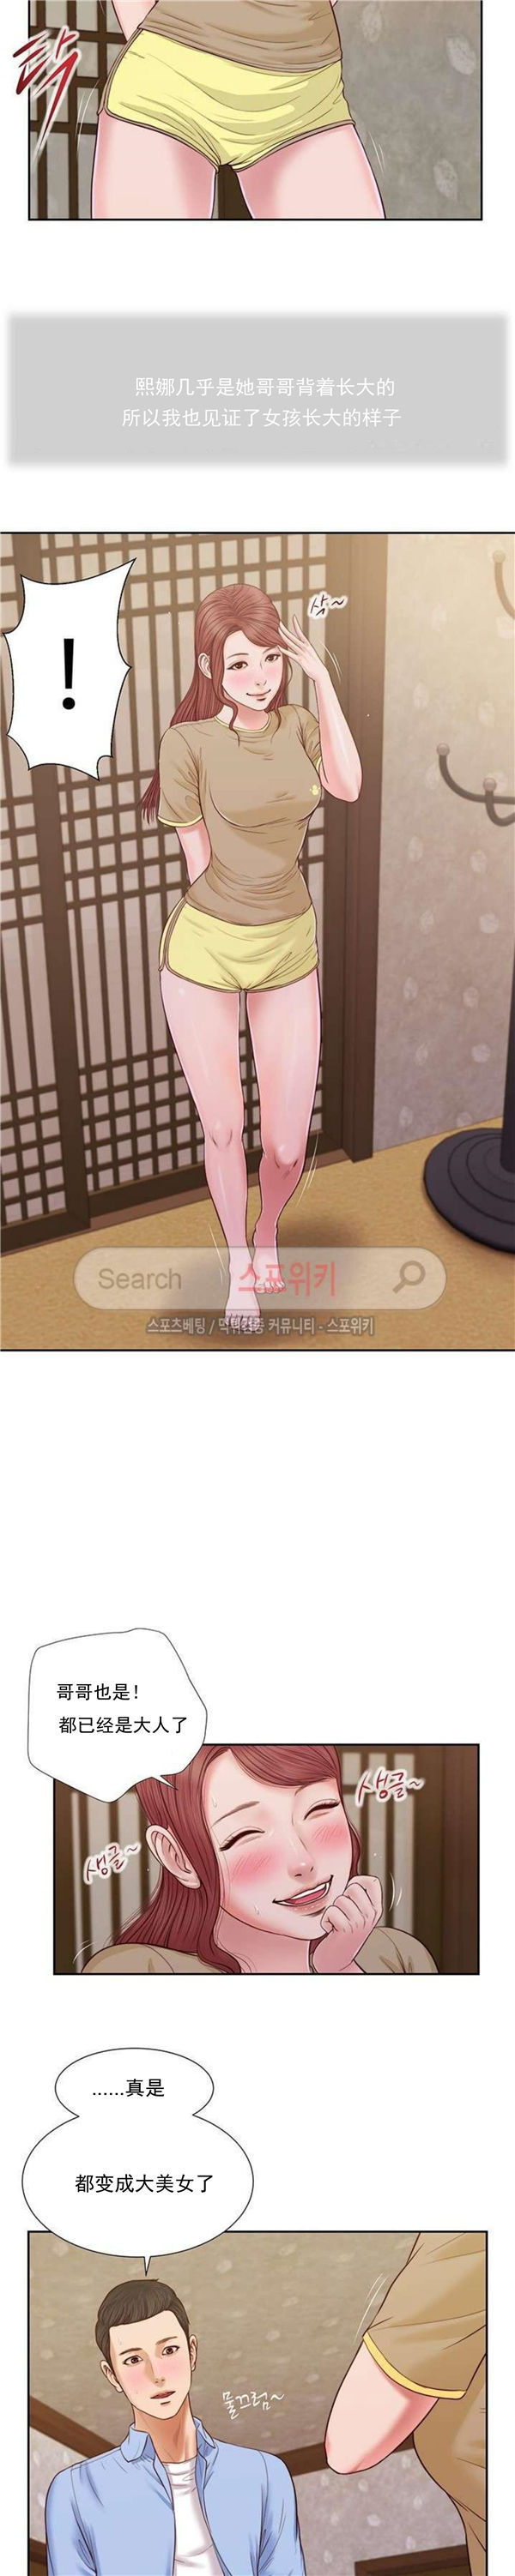 탁
熙娜几乎是她哥哥背着长大的
所以我也见证了女孩长大的样子
!
삭~
Search 스포위키
스포츠베팅 / 먹튀검증 커뮤니티 - 스포위키
哥哥也是!
都已经是大人了
생글~
생글~
......真是
都变成大美女了
물끄럼~